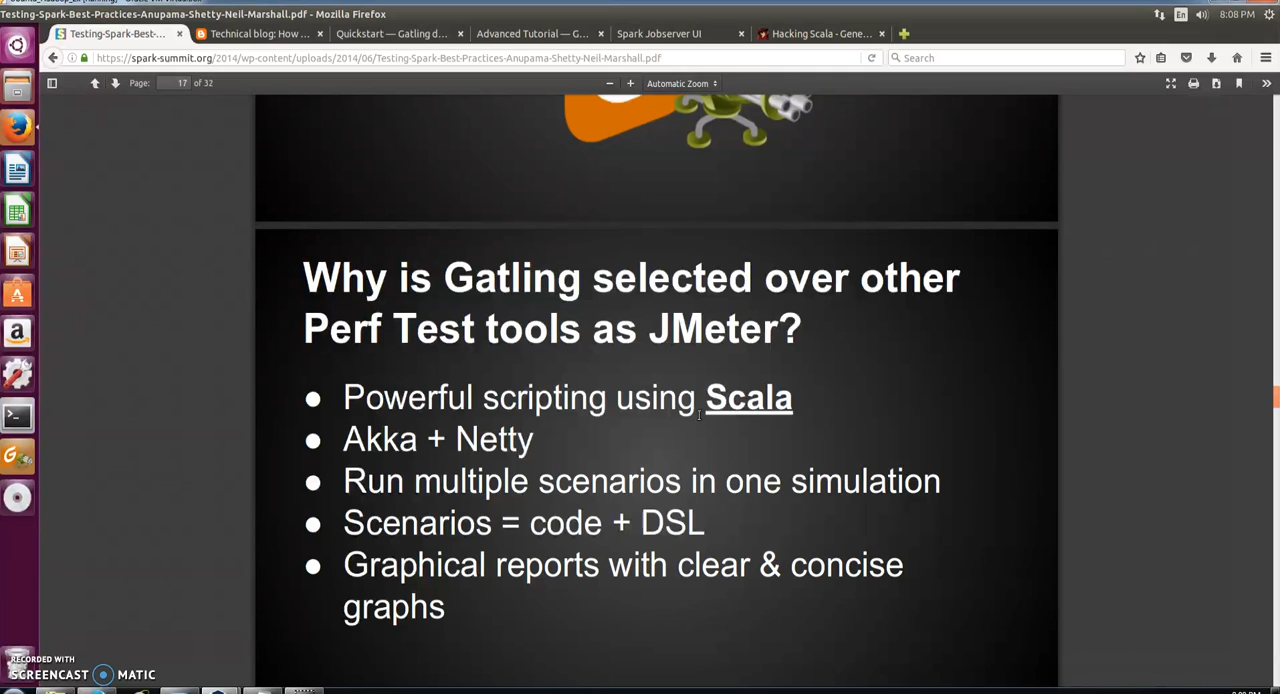 Testing-Spark-Best-Practices-Anupama-Shetty-Neil-Marshall.pdf - Mozilla Firefox
En 8:08 PM
Testing-Spark-Best-...
Technical blog: How ...
Quickstart — Gatling d...
Advanced Tutorial — G...
Spark Jobserver UI
Hacking Scala - Gene...
https://spark-summit.org/2014/wp-content/uploads/2014/06/Testing-Spark-Best-Practices-Anupama-Shetty-Neil-Marshall.pdf
Search
Page: 17 of 32
Automatic Zoom
Why is Gatling selected over other
Perf Test tools as JMeter?
● Powerful scripting using Scala
● Akka + Netty
● Run multiple scenarios in one simulation
● Scenarios = code + DSL
● Graphical reports with clear & concise
graphs
RECORDED WITH
SCREENCAST MATIC